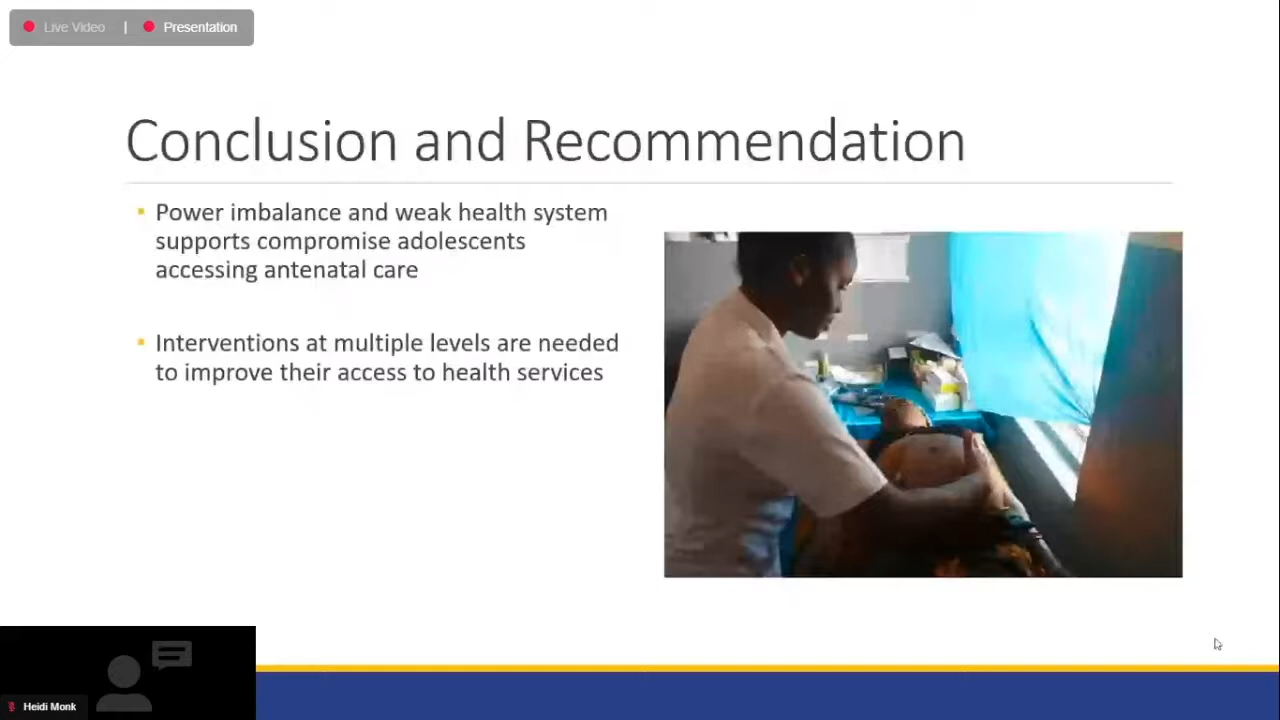 Live Video | Presentation
Conclusion and Recommendation
Power imbalance and weak health system
supports compromise adolescents
accessing antenatal care
Interventions at multiple levels are needed
to improve their access to health services
Heidi Monk